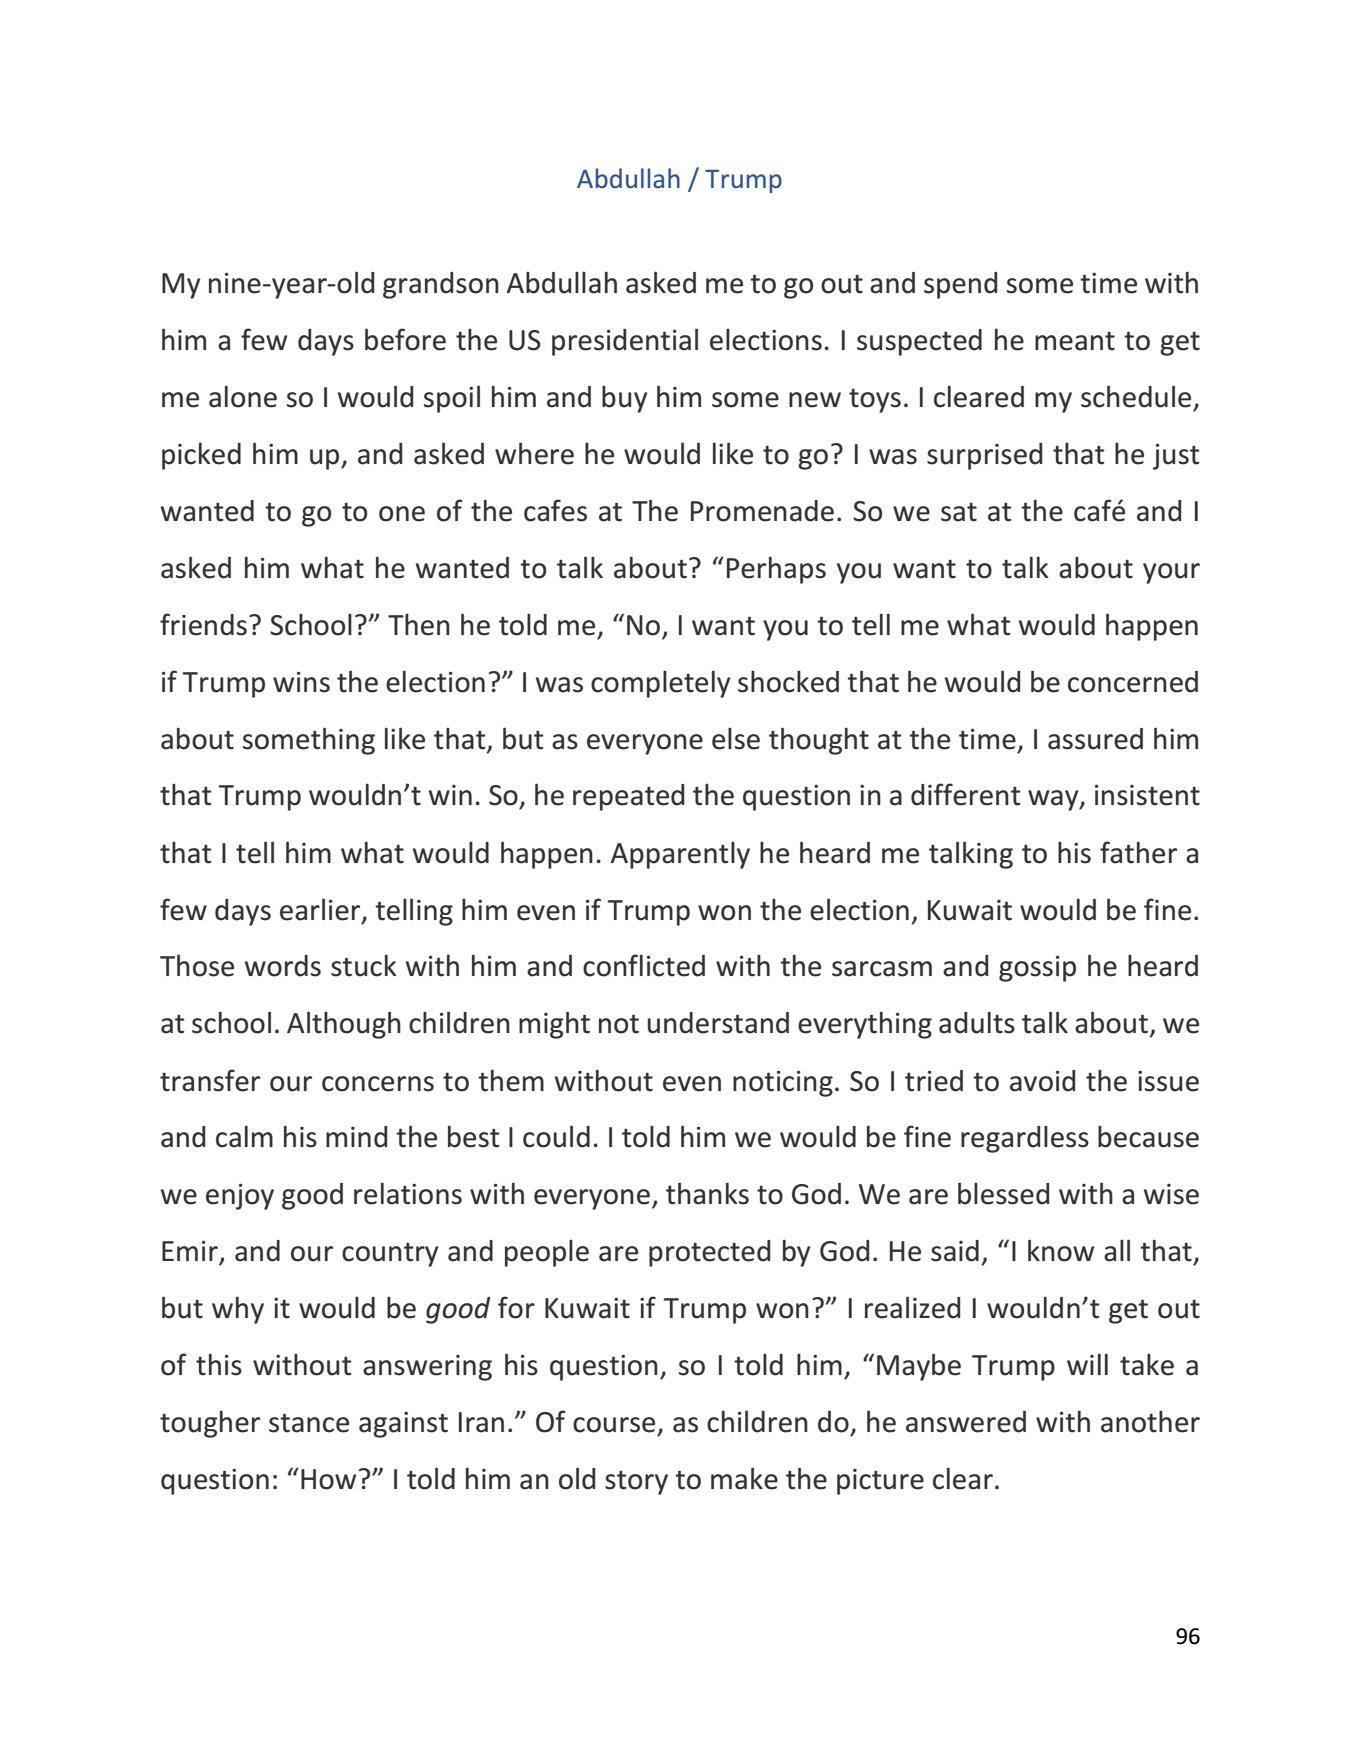 Abdullah / Trump
My nine-year-old grandson Abdullah asked me to go out and spend some time with
him a few days before the US presidential elections. I suspected he meant to get
me alone so I would spoil him and buy him some new toys. I cleared my schedule,
picked him up, and asked where he would like to go? I was surprised that he just
wanted to go to one of the cafes at The Promenade. So we sat at the café and I
asked him what he wanted to talk about? “Perhaps you want to talk about your
friends? School?” Then he told me, “No, I want you to tell me what would happen
if Trump wins the election?” I was completely shocked that he would be concerned
about something like that, but as everyone else thought at the time, I assured him
that Trump wouldn’t win. So, he repeated the question in a different way, insistent
that I tell him what would happen. Apparently he heard me talking to his father a
few days earlier, telling him even if Trump won the election, Kuwait would be fine.
Those words stuck with him and conflicted with the sarcasm and gossip he heard
at school. Although children might not understand everything adults talk about, we
transfer our concerns to them without even noticing. So I tried to avoid the issue
and calm his mind the best I could. I told him we would be fine regardless because
we enjoy good relations with everyone, thanks to God. We are blessed with a wise
Emir, and our country and people are protected by God. He said, “I know all that,
but why it would be good for Kuwait if Trump won?” I realized I wouldn’t get out
of this without answering his question, so I told him, “Maybe Trump will take a
tougher stance against Iran.” Of course, as children do, he answered with another
question: “How?” I told him an old story to make the picture clear.
96